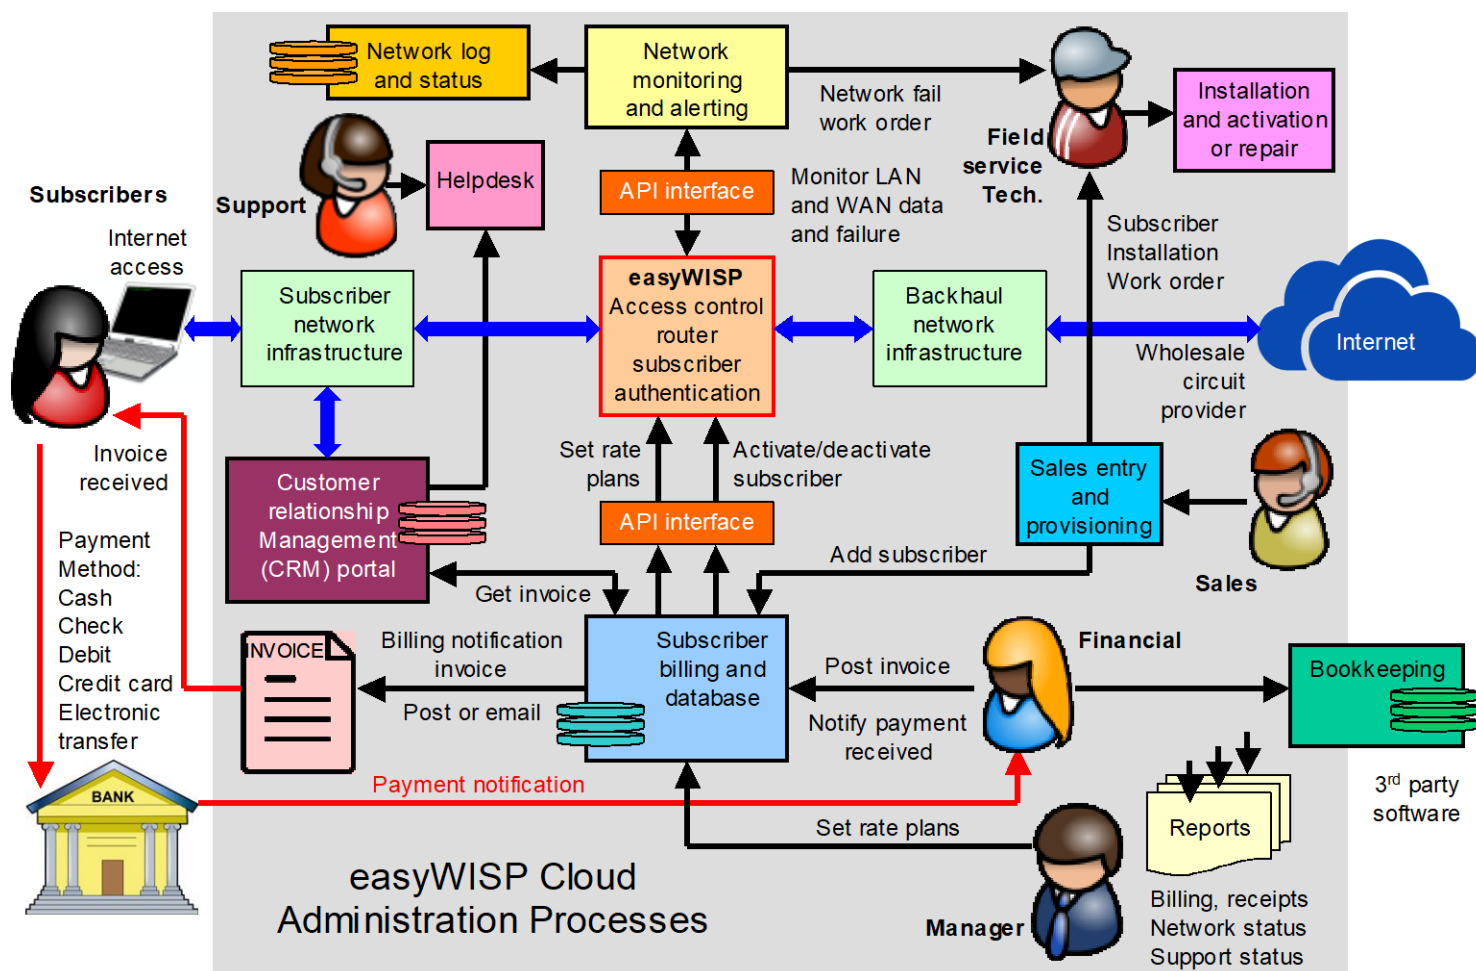 Network log
and status
Network
monitoring
and alerting
Network fail
work order
Field
service
Tech.
Installation
and activation
or repair
Support
Helpdesk
API interface
Monitor LAN
and WAN data
and failure
Subscribers
Internet
access
Subscriber
Installation
Work order
Subscriber
network
infrastructure
easyWISP
Access control
router
subscriber
authentication
Backhaul
network
infrastructure
Internet
Wholesale
circuit
provider
Invoice
received
Set rate
plans
Activate/deactivate
subscriber
Customer
relationship
Management
(CRM) portal
API interface
Sales entry
and
provisioning
Sales
Add subscriber
Get invoice
Payment
Method:
Cash
Check
Debit
Credit card
Electronic
transfer
INVOICE
Billing notification
invoice
Post or email
Subscriber
billing and
database
Post invoice
Notify payment
received
Financial
Bookkeeping
3rd party
software
BANK
Payment notification
Set rate plans
Manager
Reports
Billing, receipts
Network status
Support status
easyWISP Cloud
Administration Processes